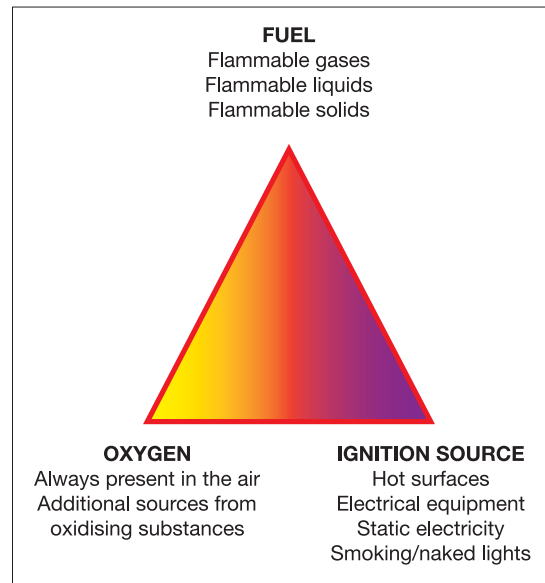 FUEL
Flammable gases
Flammable liquids
Flammable solids
OXYGEN
Always present in the air
Additional sources from
oxidising substances
IGNITION SOURCE
Hot surfaces
Electrical equipment
Static electricity
Smoking/naked lights